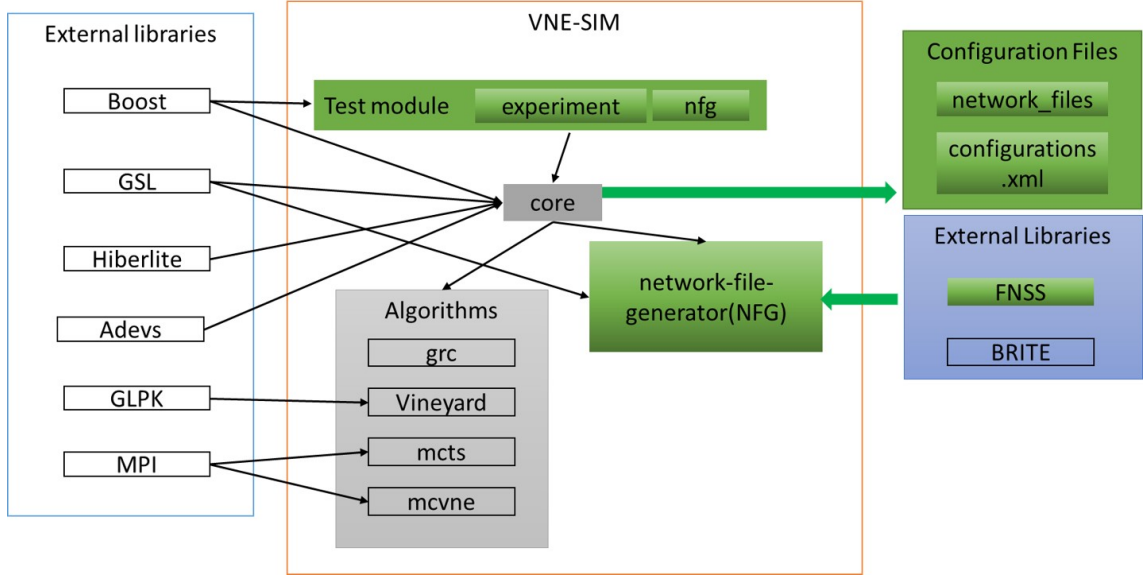 External libraries
Boost
GSL
Hiberlite
Adevs
GLPK
MPI
VNE-SIM
Test module
experiment
nfg
core
network-file-
generator(NFG)
Algorithms
grc
Vineyard
mcts
mcvne
Configuration Files
network_files
configurations
.xml
External Libraries
FNSS
BRITE